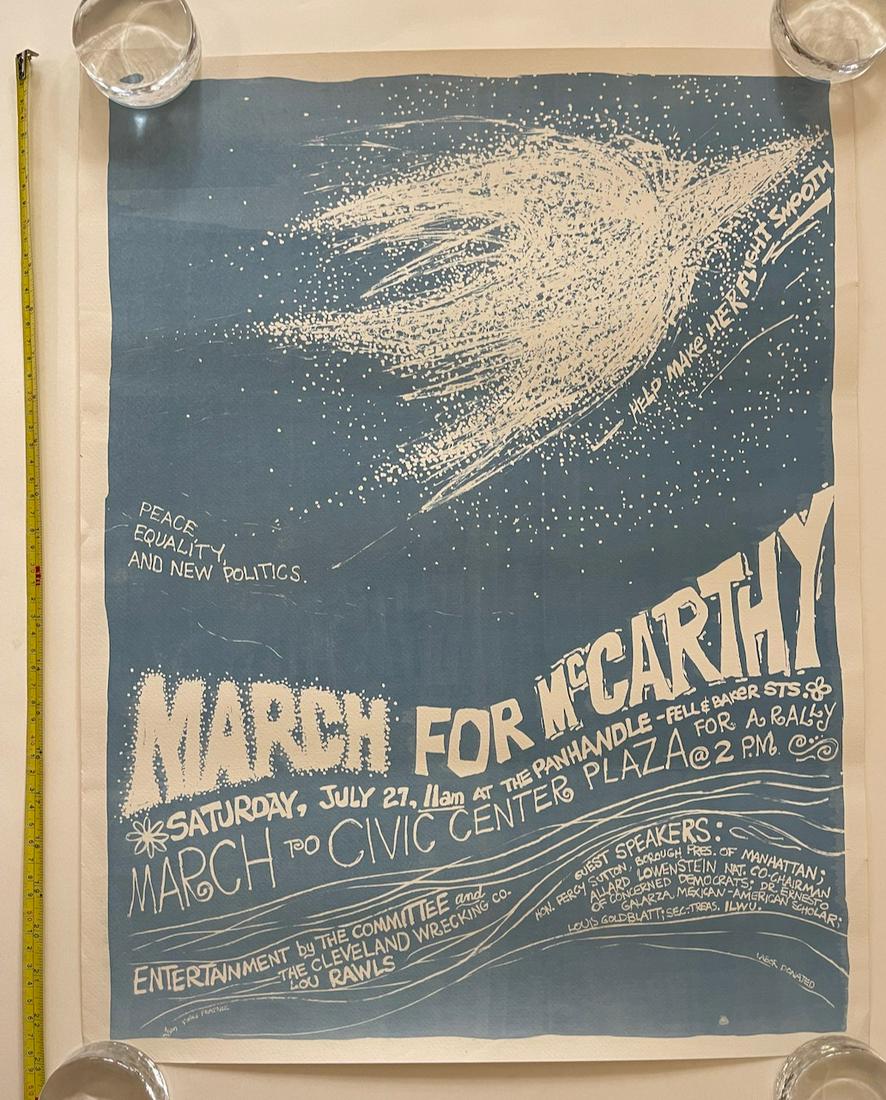 HELP MAKE HER FLIGHT SMOOTH
PEACE,
EQUALITY,
AND NEW POLITICS.
MARCH FOR McCARTHY
SATURDAY, JULY 27, 11am AT THE PANHANDLE - FELL & BAKER STS.
MARCH TO CIVIC CENTER PLAZA FOR A RALLY
@ 2 P.M.
GUEST SPEAKERS:
HON. PERCY SUTTON, BOROUGH PRES. OF MANHATTAN;
ALLARD LOWENSTEIN NAT. CO-CHAIRMAN
OF CONCERNED DEMOCRATS; DR. ERNESTO
GALARZA, MEXICAN-AMERICAN SCHOLAR;
LOUIS GOLDBLATT; SEC.-TREAS. ILWU.
ENTERTAINMENT by THE COMMITTEE and
THE CLEVELAND WRECKING CO.
LOU RAWLS
LABOR DONATED